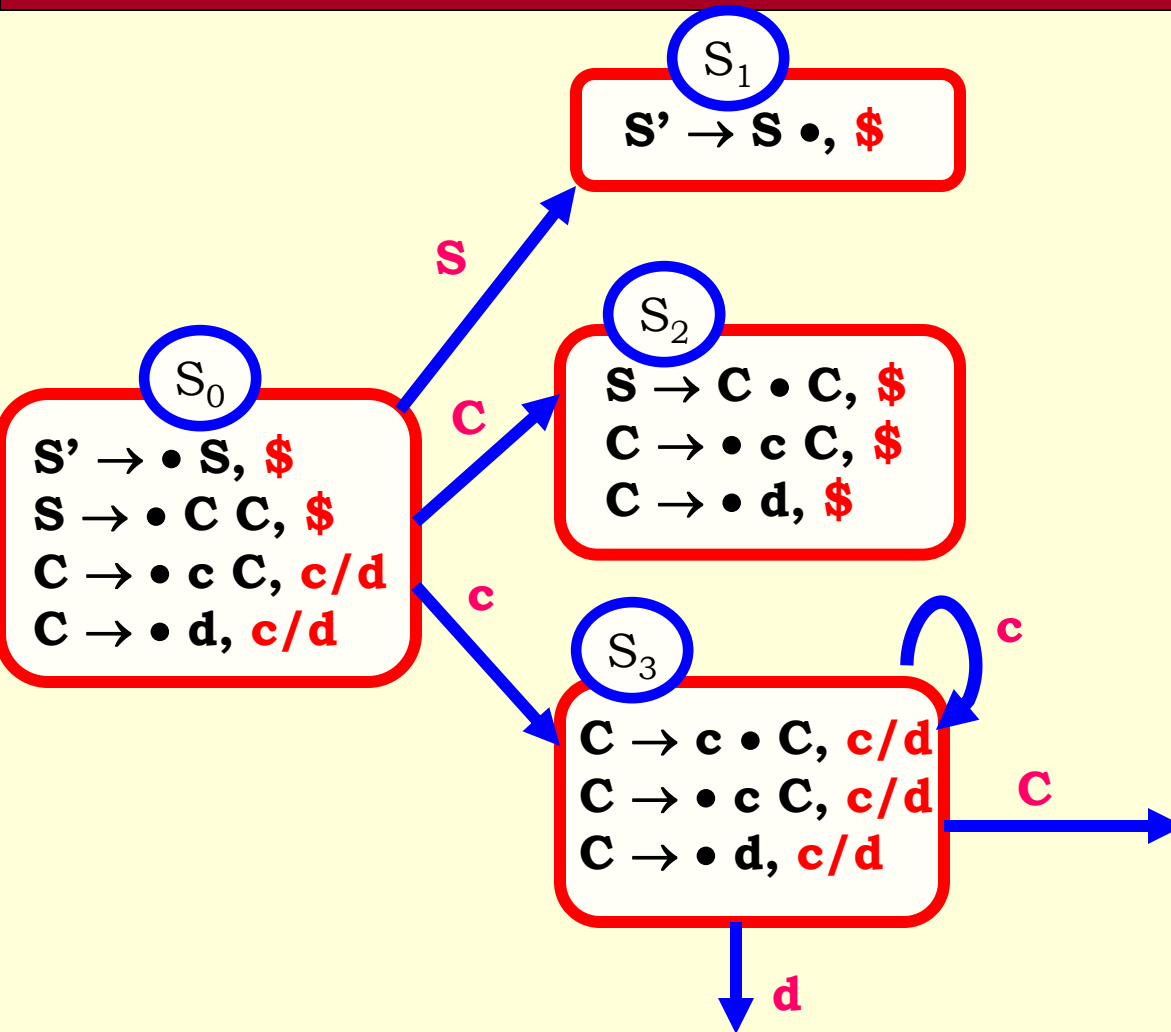 S₁
S’ → S •, $
S
S₂
S → C • C, $
C → • c C, $
C → • d, $
C
S₀
S’ → • S, $
S → • C C, $
C → • c C, c/d
C → • d, c/d
c
S₃
c
C → c • C, c/d
C → • c C, c/d
C → • d, c/d
C
d